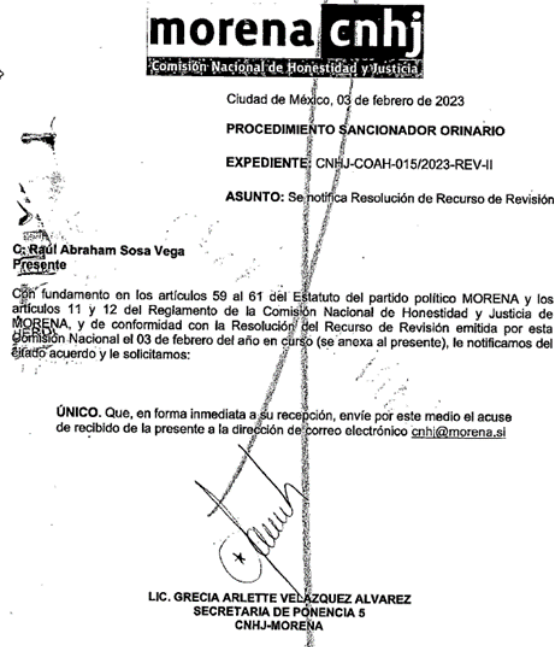 morena cnhj
Comisión Nacional de Honestidad y Justicia
Ciudad de México, 03 de febrero de 2023
PROCEDIMIENTO SANCIONADOR ORINARIO
EXPEDIENTE: CNHJ-COAH-015/2023-REV-II
ASUNTO: Se notifica Resolución de Recurso de Revisión
C. Raúl Abraham Sosa Vega
Presente
Con fundamento en los artículos 59 al 61 del Estatuto del partido político MORENA y los
artículos 11 y 12 del Reglamento de la Comisión Nacional de Honestidad y Justicia de
MORENA, y de conformidad con la Resolución del Recurso de Revisión emitida por esta
Comisión Nacional el 03 de febrero del año en curso (se anexa al presente), le notificamos del
citado acuerdo y le solicitamos:
ÚNICO. Que, en forma inmediata a su recepción, envíe por este medio el acuse
de recibido de la presente a la dirección de correo electrónico cnhj@morena.si
LIC. GRECIA ARLETTE VELÁZQUEZ ALVAREZ
SECRETARIA DE PONENCIA 5
CNHJ-MORENA